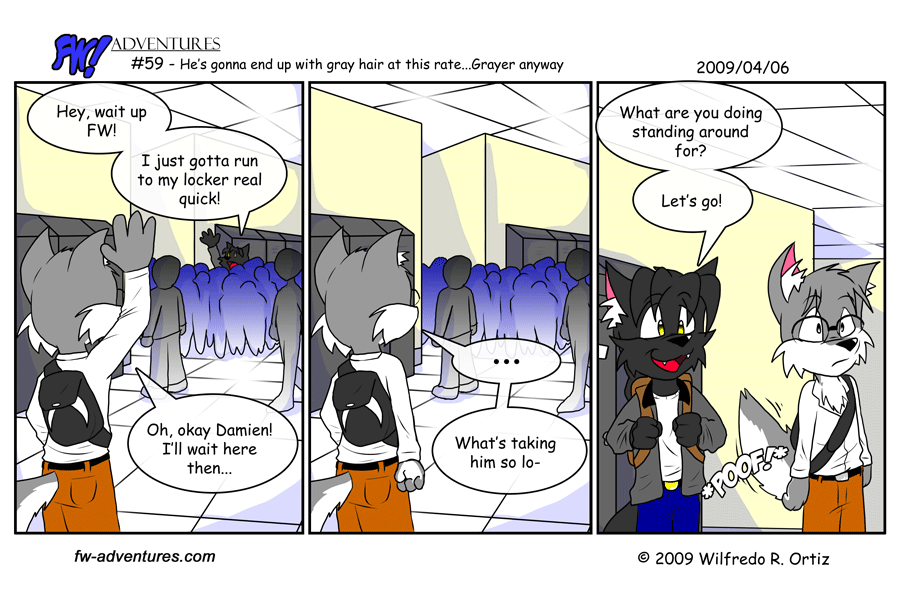 FW! ADVENTURES
#59 - He's gonna end up with gray hair at this rate...Grayer anyway
2009/04/06
Hey, wait up
FW!
I just gotta run
to my locker real
quick!
Oh, okay Damien!
I'll wait here
then...
...
What's taking
him so lo-
What are you doing
standing around
for?
Let's go!
*POOF!*
fw-adventures.com
© 2009 Wilfredo R. Ortiz